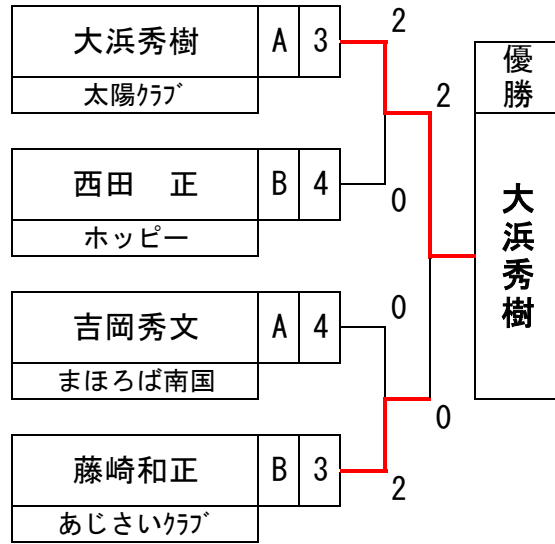 大浜秀樹 A 3
太陽ｸﾗﾌﾞ
2
西田　正 B 4
ホッピー
0
2
吉岡秀文 A 4
まほろば南国
0
藤崎和正 B 3
あじさいｸﾗﾌﾞ
2
0
優勝
大浜秀樹